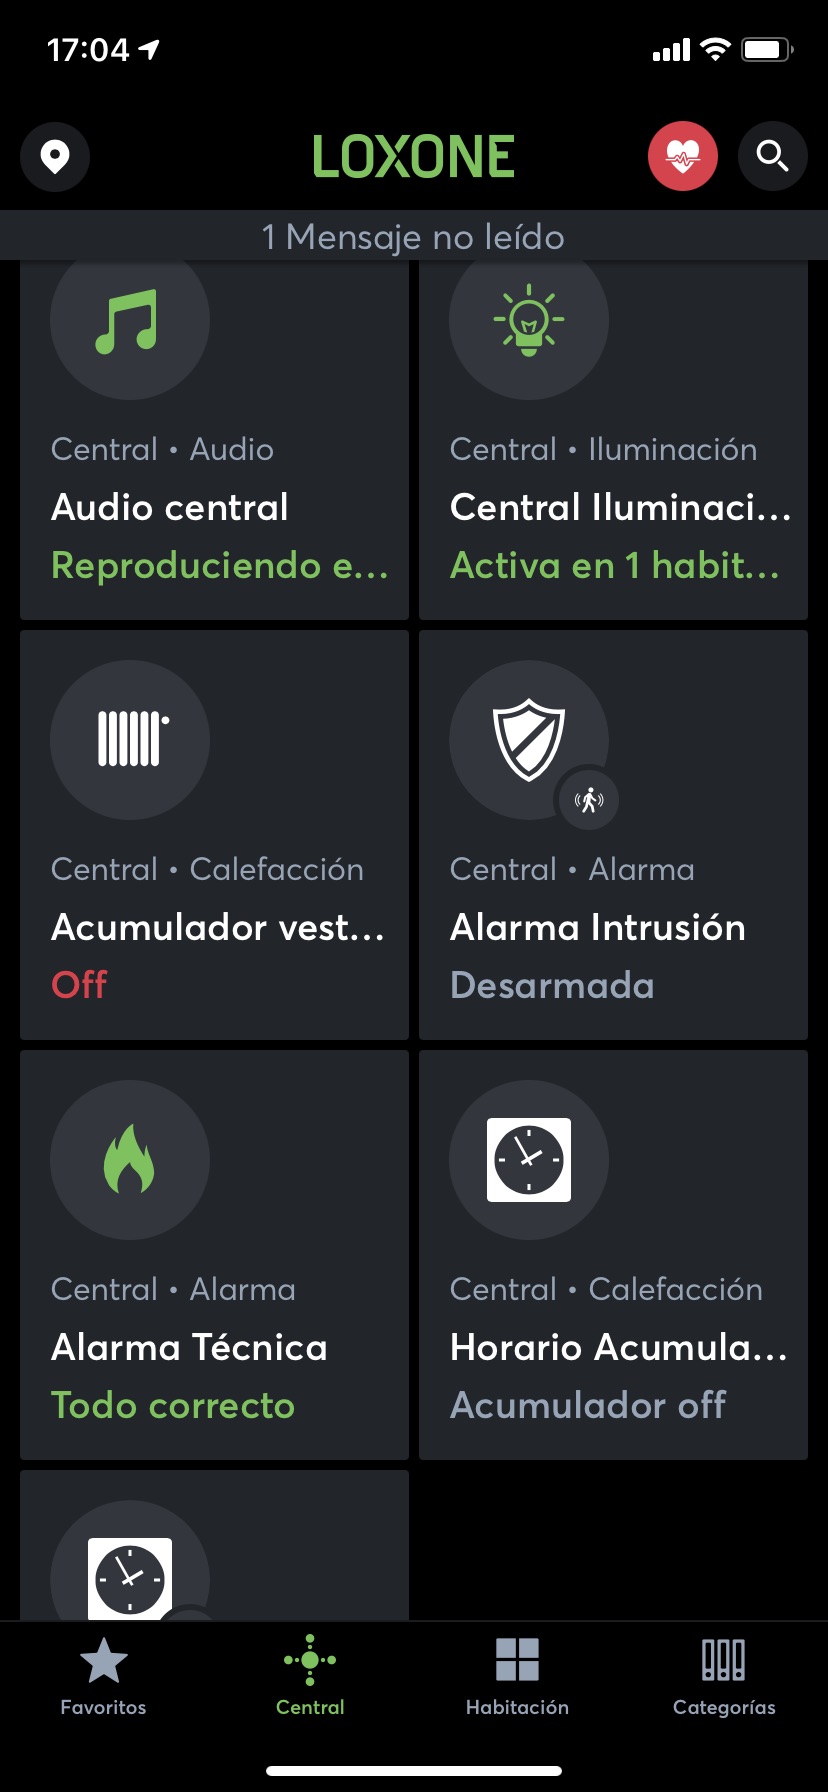 17:04
LOXONE
1 Mensaje no leído
Central • Audio
Audio central
Reproduciendo e...
Central • Iluminación
Central Iluminaci...
Activa en 1 habit...
Central • Calefacción
Acumulador vest...
Off
Central • Alarma
Alarma Intrusión
Desarmada
Central • Alarma
Alarma Técnica
Todo correcto
Central • Calefacción
Horario Acumula...
Acumulador off
Favoritos
Central
Habitación
Categorías